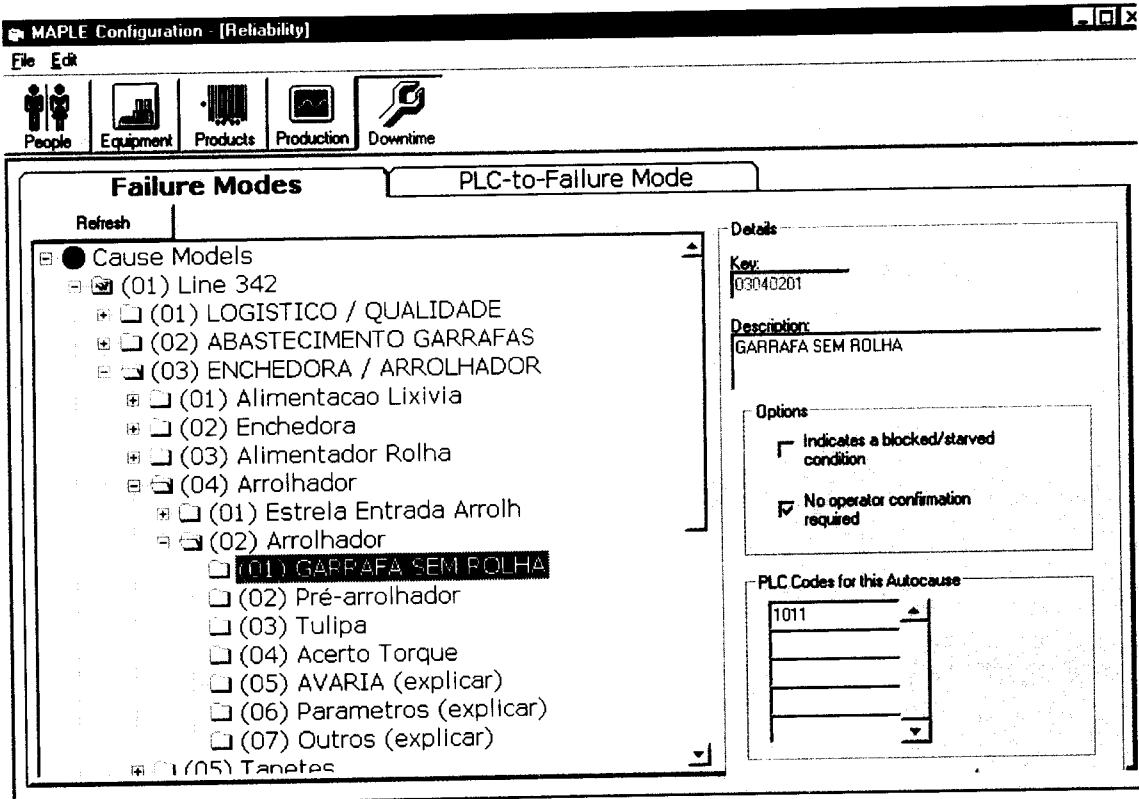 MAPLE Configuration - [Reliability]
File Edit
People Equipment Products Production Downtime
Failure Modes PLC-to-Failure Mode
Refresh
Cause Models
(01) Line 342
(01) LOGISTICO / QUALIDADE
(02) ABASTECIMENTO GARRAFAS
(03) ENCHEDORA / ARROLHADOR
(01) Alimentacao Lixivia
(02) Enchedora
(03) Alimentador Rolha
(04) Arrolhador
(01) Estrela Entrada Arrolh
(02) Arrolhador
(01) GARRAFA SEM ROLHA
(02) Pré-arrolhador
(03) Tulipa
(04) Acerto Torque
(05) AVARIA (explicar)
(06) Parametros (explicar)
(07) Outros (explicar)
(05) Tapetes
Details
Key:
03040201
Description:
GARRAFA SEM ROLHA
Options
Indicates a blocked/starved
condition
No operator confirmation
required
PLC Codes for this Autocause
1011